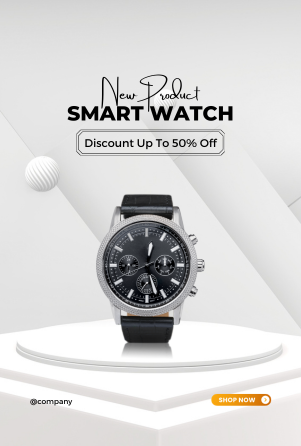 New Product
SMART WATCH
Discount Up To 50% Off
@company
SHOP NOW